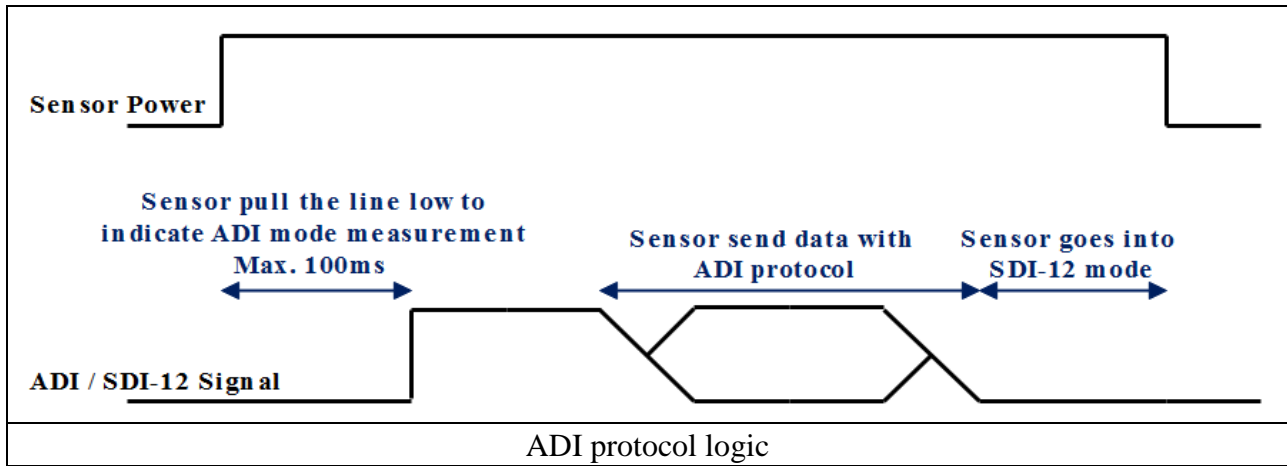 Sensor Power
Sensor pull the line low to
indicate ADI mode measurement
Max. 100ms
Sensor send data with
ADI protocol
Sensor goes into
SDI-12 mode
ADI / SDI-12 Signal
ADI protocol logic